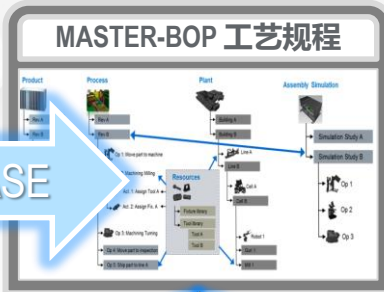 MASTER-BOP 工艺规程
Product
Process
Plant
Assembly Simulation
Rev A
Rev B
Rev A
Rev B
Building A
Building B
Simulation Study A
Simulation Study B
Op 1: Move part to machine
Machining Milling
Act. 1: Assign Tool A
Act. 2: Assign Fix. A
Op 3: Machining Turning
Op 4: Move part to inspection
Op 5: Ship part to line A
Resources
Fixture library
Tool library
Tool A
Tool B
Line A
Line B
Cell A
Cell B
Robot 1
Gun 1
Op 1
Op 2
Op 3
ASE